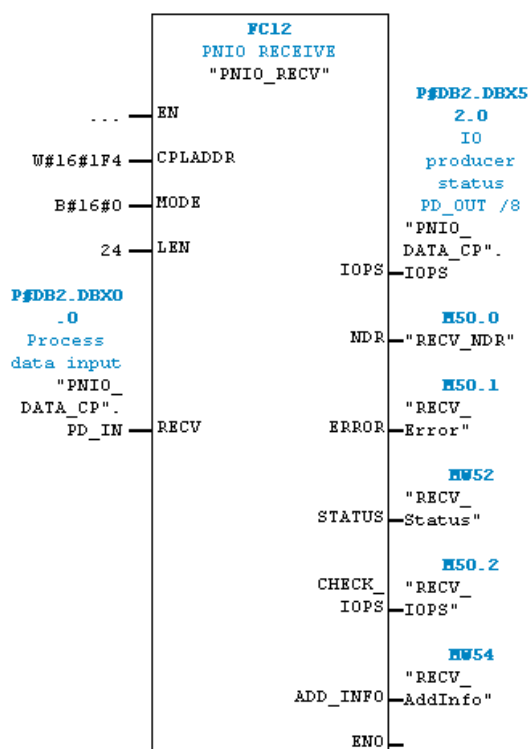 FC12
PNIO RECEIVE
"PNIO_RECV"
... EN
W#16#1F4 CPLADDR
B#16#0 MODE
24 LEN
P#DB2.DBX0
.0
Process
data input
"PNIO_
DATA_CP".
PD_IN RECV
P#DB2.DBX5
2.0
IO
producer
status
PD_OUT /8
"PNIO_
DATA_CP".
IOPS IOPS
M50.0
NDR "RECV_NDR"
M50.1
"RECV_
ERROR Error"
MW52
"RECV_
STATUS Status"
M50.2
CHECK_ "RECV_
IOPS IOPS"
MW54
"RECV_
ADD_INFO AddInfo"
ENO